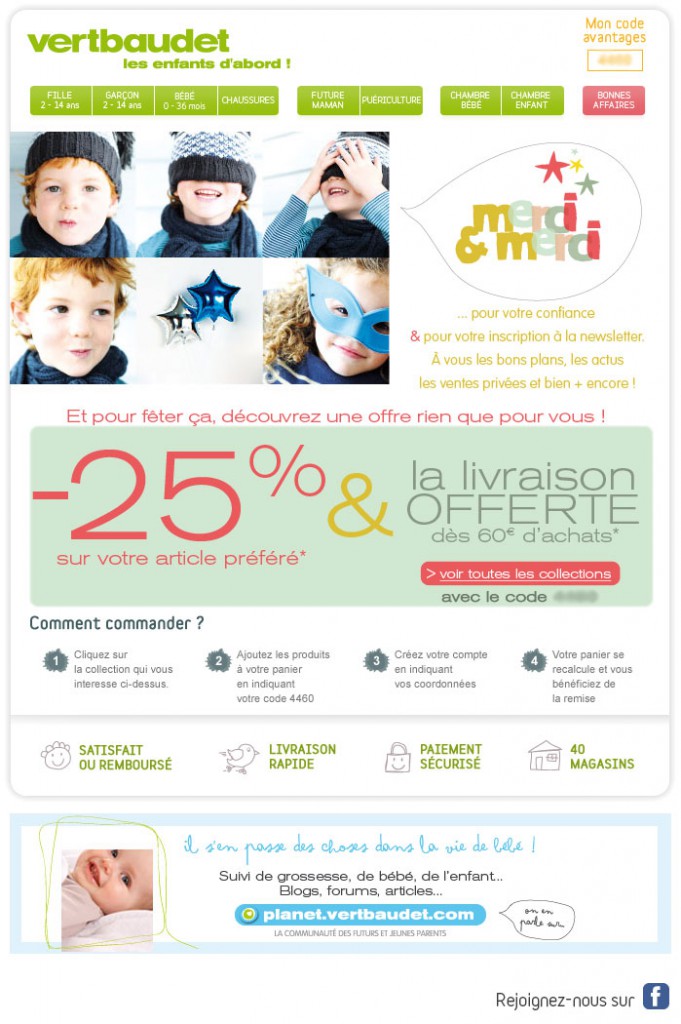 vertbaudet
les enfants d'abord !
Mon code
avantages
FILLE
2 - 14 ans
GARÇON
2 - 14 ans
BÉBÉ
0 - 36 mois
CHAUSSURES
FUTURE
MAMAN
PUÉRICULTURE
CHAMBRE
BÉBÉ
CHAMBRE
ENFANT
BONNES
AFFAIRES
merci
& merci
... pour votre confiance
& pour votre inscription à la newsletter.
À vous les bons plans, les actus
les ventes privées et bien + encore !
Et pour fêter ça, découvrez une offre rien que pour vous !
-25%
sur votre article préféré*
&
la livraison
OFFERTE
dès 60€ d'achats*
> voir toutes les collections
avec le code
Comment commander ?
1
Cliquez sur
la collection qui vous
interesse ci-dessus.
2
Ajoutez les produits
à votre panier
en indiquant
votre code 4460
3
Créez votre compte
en indiquant
vos coordonnées
4
Votre panier se
recalcule et vous
bénéficiez de
la remise
SATISFAIT
OU REMBOURSÉ
LIVRAISON
RAPIDE
PAIEMENT
SÉCURISÉ
40
MAGASINS
il s'en passe des choses dans la vie de bébé !
Suivi de grossesse, de bébé, de l'enfant...
Blogs, forums, articles...
planet.vertbaudet.com
LA COMMUNAUTÉ DES FUTURS ET JEUNES PARENTS
on en
parle sur
Rejoignez-nous sur f